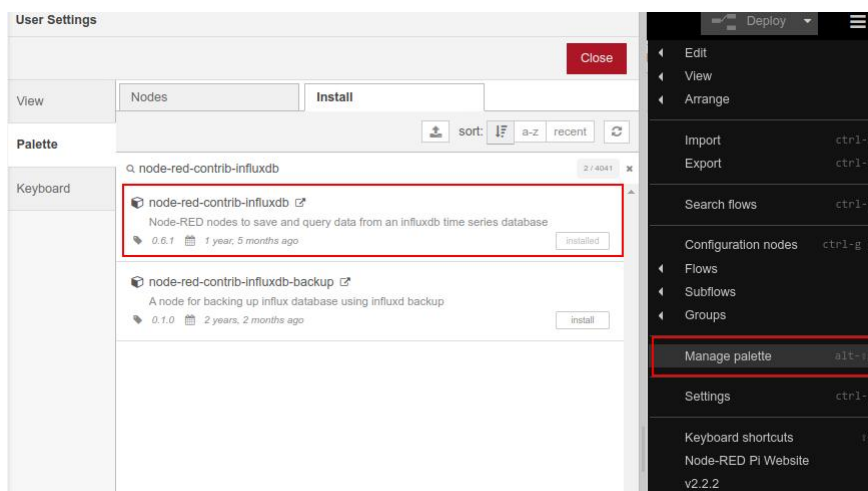 User Settings
Close
View
Palette
Keyboard
Nodes
Install
sort:
a-z
recent
node-red-contrib-influxdb
2 / 4041
node-red-contrib-influxdb
Node-RED nodes to save and query data from an influxdb time series database
0.6.1 1 year, 5 months ago
installed
node-red-contrib-influxdb-backup
A node for backing up influx database using influxd backup
0.1.0 2 years, 2 months ago
install
Deploy
Edit
View
Arrange
Import ctrl-
Export ctrl-
Search flows ctrl-
Configuration nodes ctrl-g
Flows
Subflows
Groups
Manage palette alt-
Settings ctrl-
Keyboard shortcuts
Node-RED Pi Website
v2.2.2